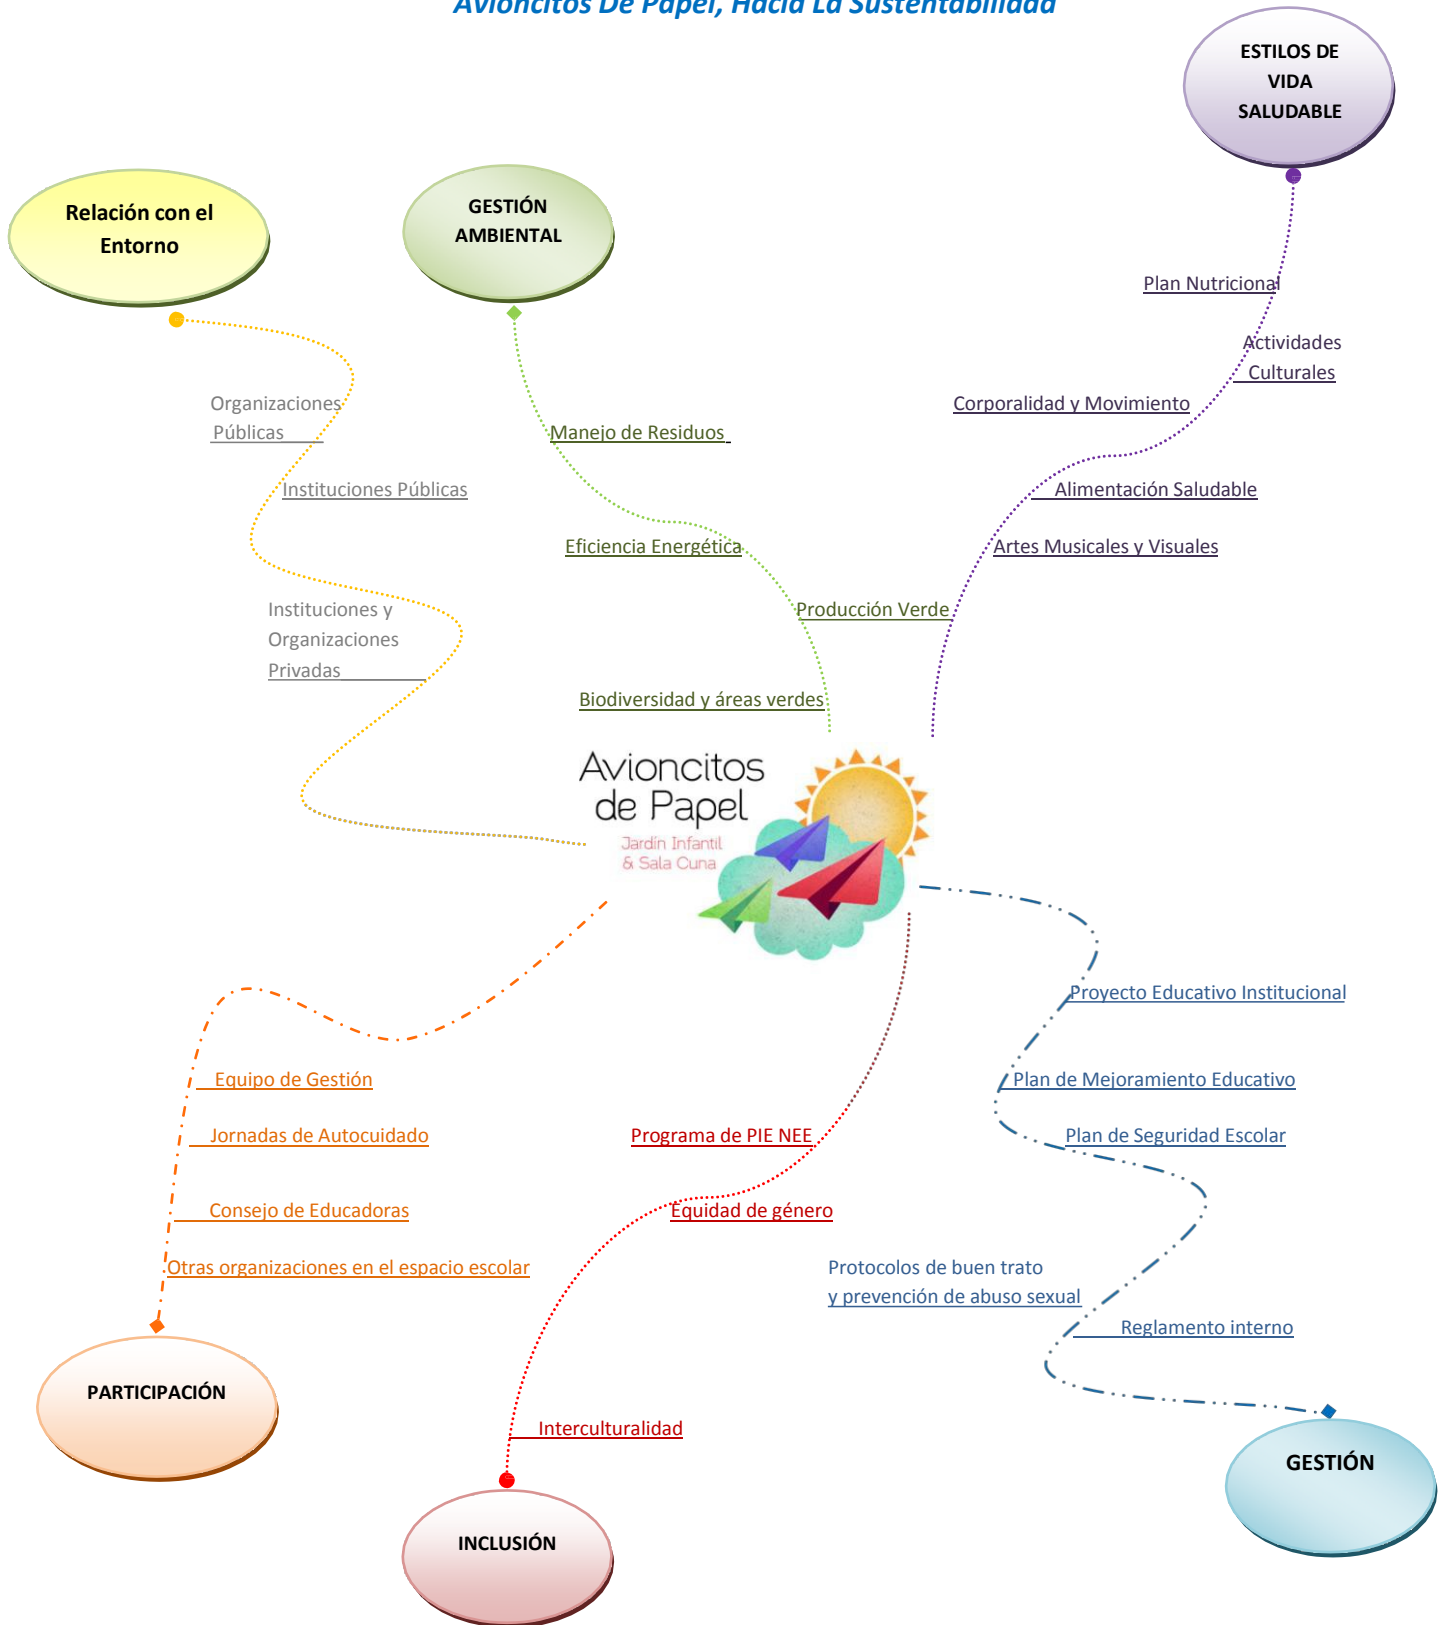 Avioncitos De Papel, Hacia La Sustentabilidad
ESTILOS DE
VIDA
SALUDABLE
Relación con el
Entorno
GESTIÓN
AMBIENTAL
Plan Nutricional
Actividades
Culturales
Organizaciones
Públicas
Corporalidad y Movimiento
Manejo de Residuos
Instituciones Públicas
Alimentación Saludable
Eficiencia Energética
Artes Musicales y Visuales
Instituciones y
Organizaciones
Privadas
Producción Verde
Biodiversidad y áreas verdes
Avioncitos
de Papel
Jardín Infantil
& Sala Cuna
Proyecto Educativo Institucional
Equipo de Gestión
Plan de Mejoramiento Educativo
Jornadas de Autocuidado
Programa de PIE NEE
Plan de Seguridad Escolar
Consejo de Educadoras
Equidad de género
Otras organizaciones en el espacio escolar
Protocolos de buen trato
y prevención de abuso sexual
Reglamento interno
PARTICIPACIÓN
Interculturalidad
GESTIÓN
INCLUSIÓN